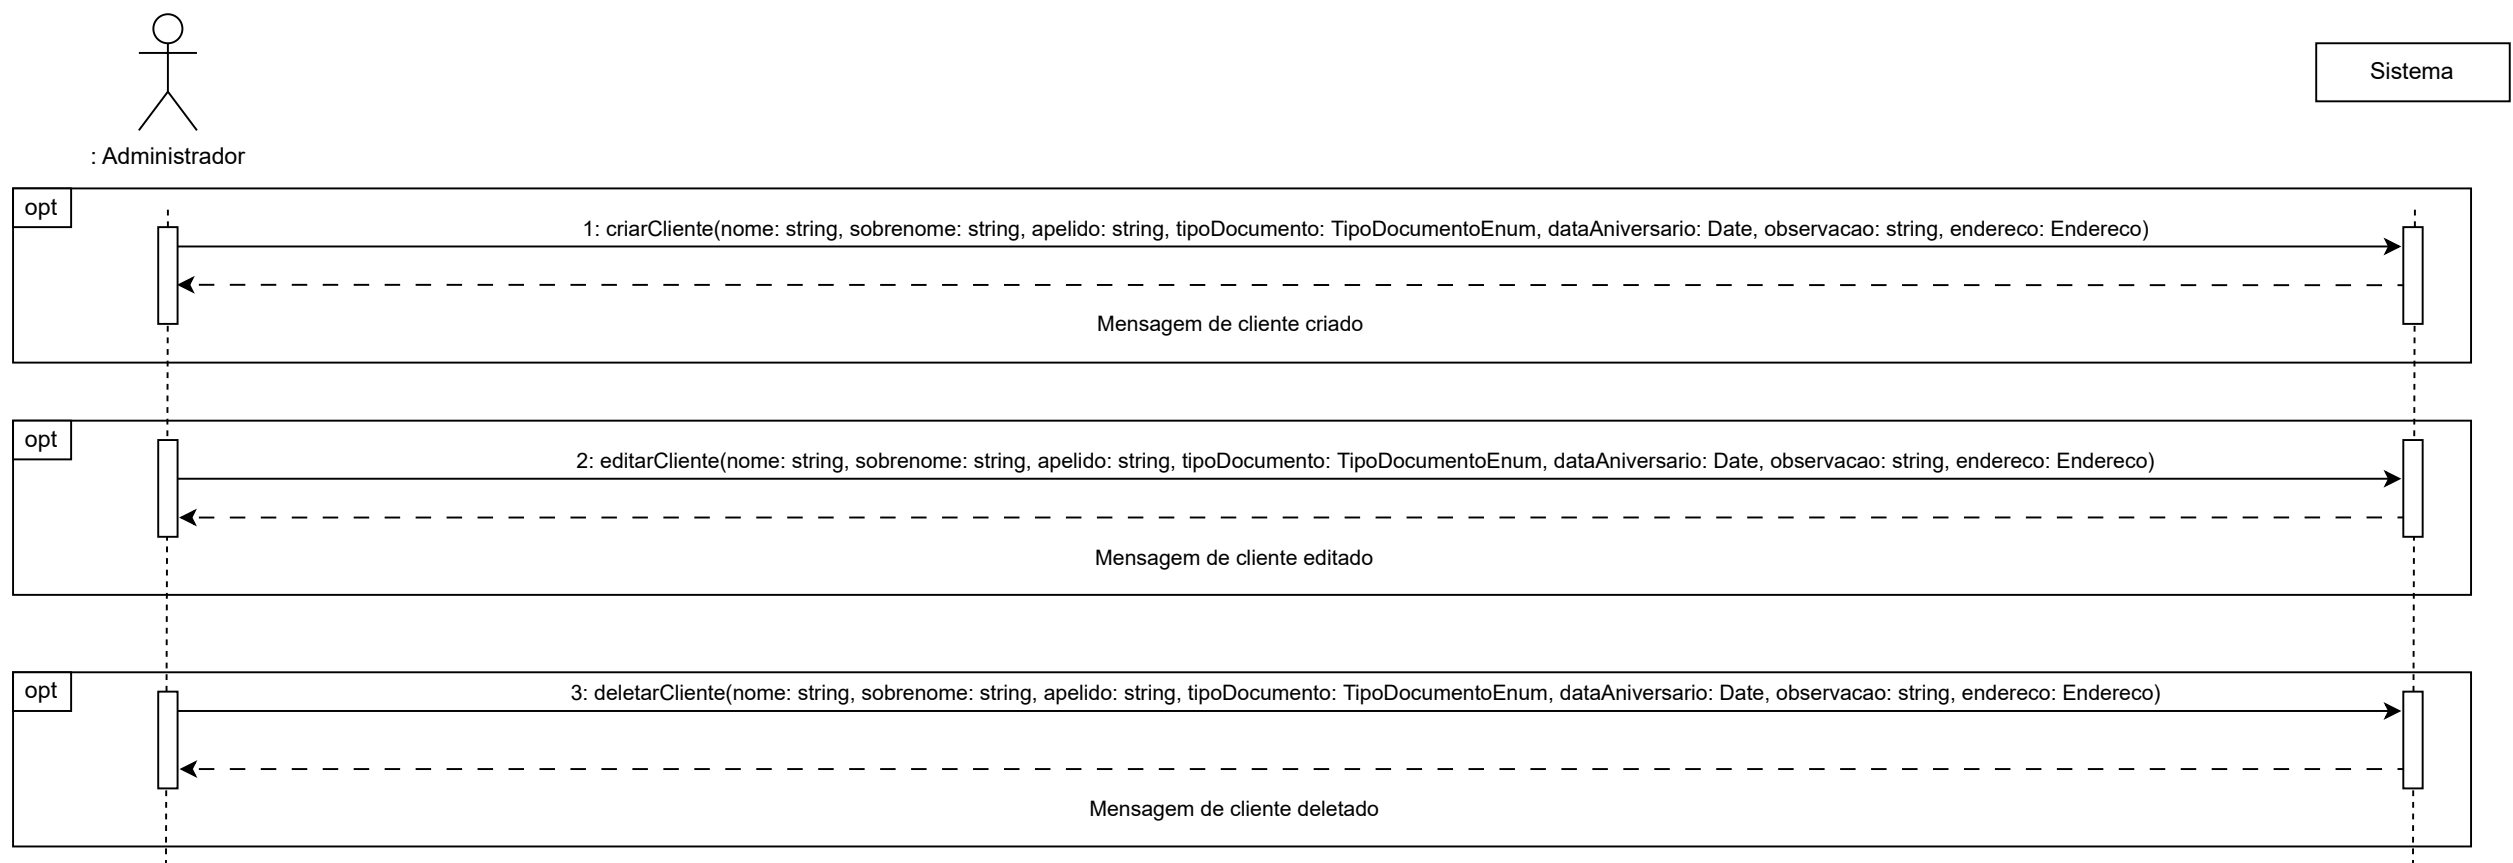 Sistema
: Administrador
opt
1: criarCliente(nome: string, sobrenome: string, apelido: string, tipoDocumento: TipoDocumentoEnum, dataAniversario: Date, observacao: string, endereco: Endereco)
Mensagem de cliente criado
opt
2: editarCliente(nome: string, sobrenome: string, apelido: string, tipoDocumento: TipoDocumentoEnum, dataAniversario: Date, observacao: string, endereco: Endereco)
Mensagem de cliente editado
opt
3: deletarCliente(nome: string, sobrenome: string, apelido: string, tipoDocumento: TipoDocumentoEnum, dataAniversario: Date, observacao: string, endereco: Endereco)
Mensagem de cliente deletado